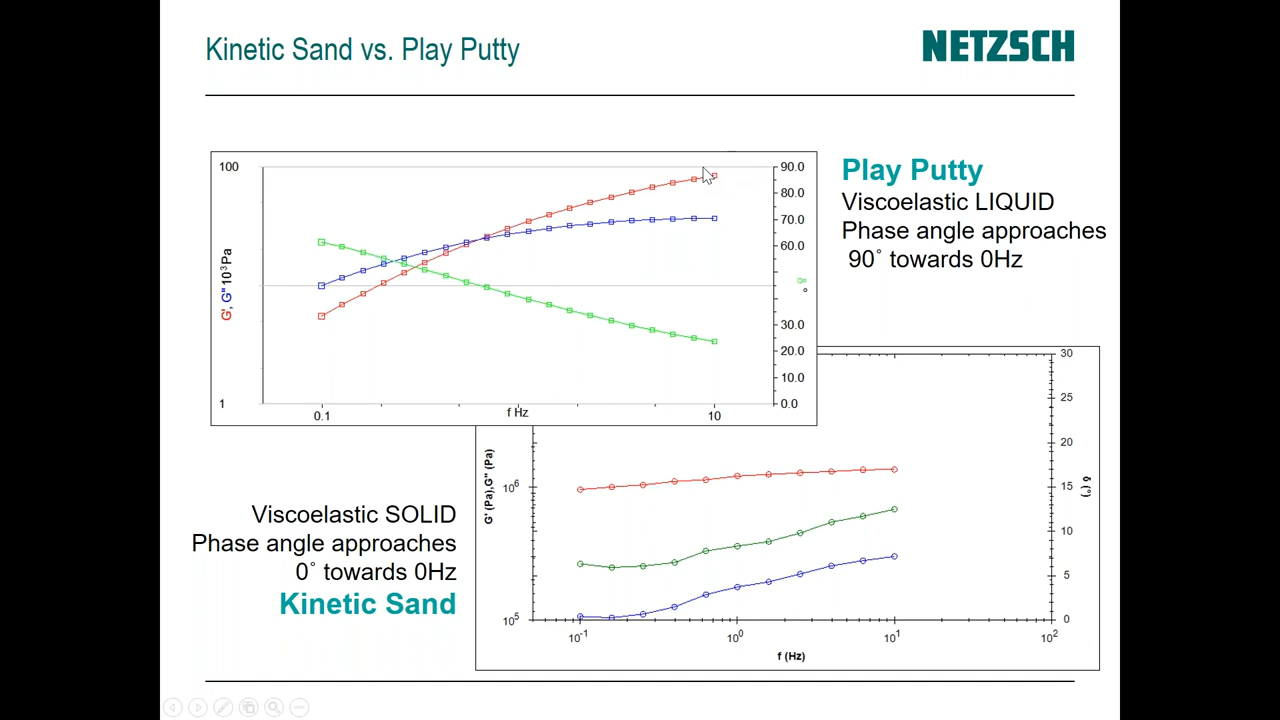 Kinetic Sand vs. Play Putty
NETZSCH
100
1
G', G'' 10³Pa
0.1
f Hz
10
90.0
80.0
70.0
60.0
30.0
20.0
10.0
0.0
Play Putty
Viscoelastic LIQUID
Phase angle approaches
90˚ towards 0Hz
Viscoelastic SOLID
Phase angle approaches
0˚ towards 0Hz
Kinetic Sand
G' (Pa),G'' (Pa)
10⁶
10⁵
10⁻¹
10⁰
10¹
10²
f (Hz)
30
25
20
15
10
5
0
δ (°)